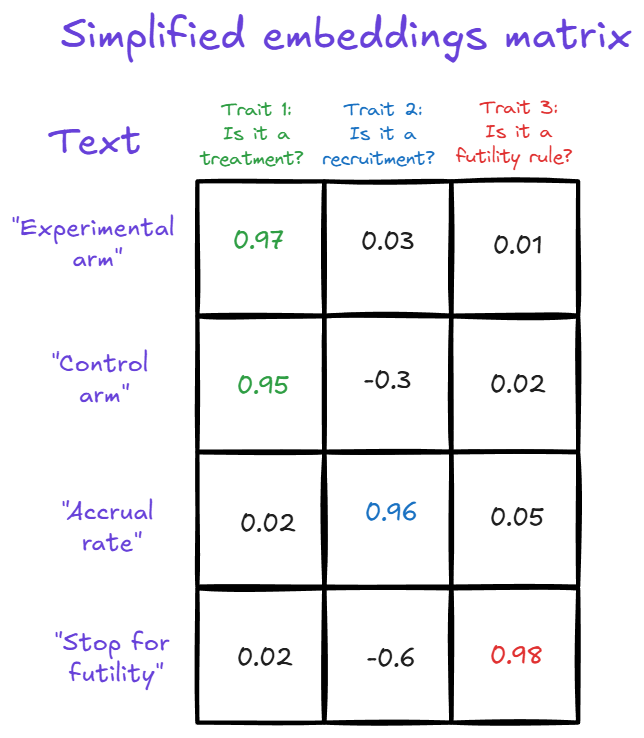 Simplified embeddings matrix
Text
Trait 1:
Is it a
treatment?
Trait 2:
Is it a
recruitment?
Trait 3:
Is it a
futility rule?
"Experimental
arm"
0.97
0.03
0.01
"Control
arm"
0.95
-0.3
0.02
"Accrual
rate"
0.02
0.96
0.05
"Stop for
futility"
0.02
-0.6
0.98